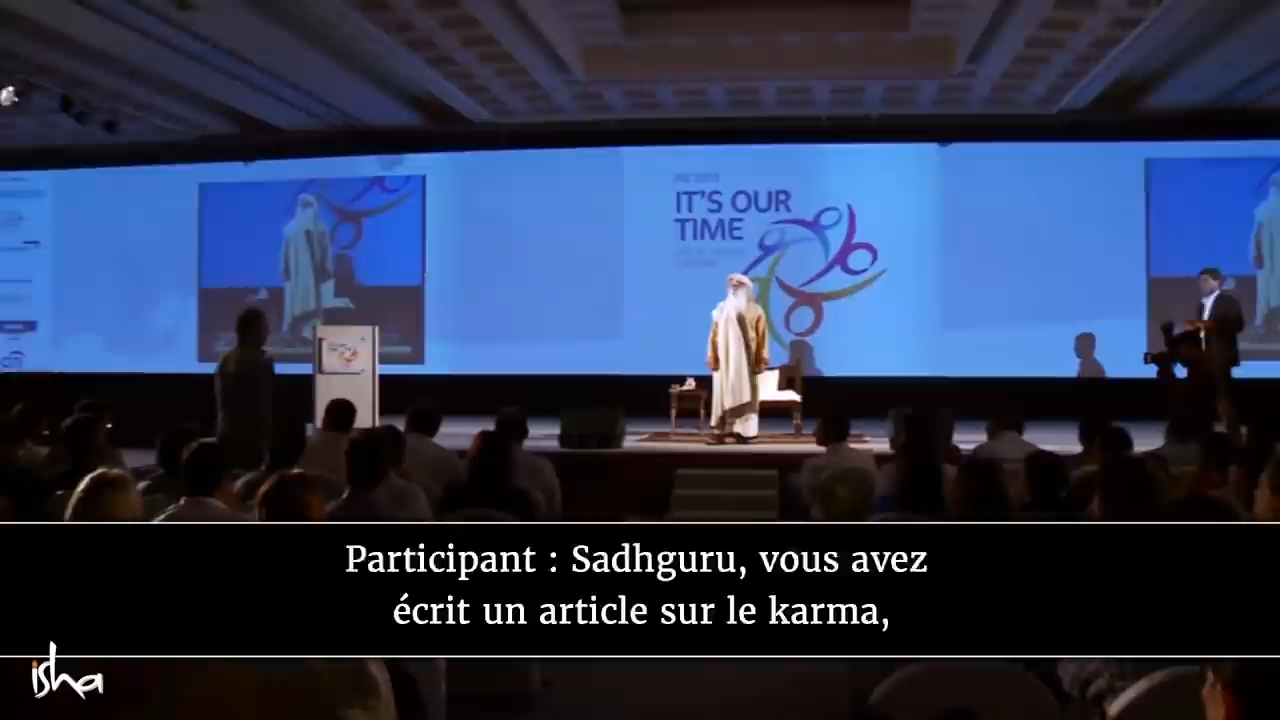 IT'S OUR
TIME
Participant : Sadhguru, vous avez
écrit un article sur le karma,
isha